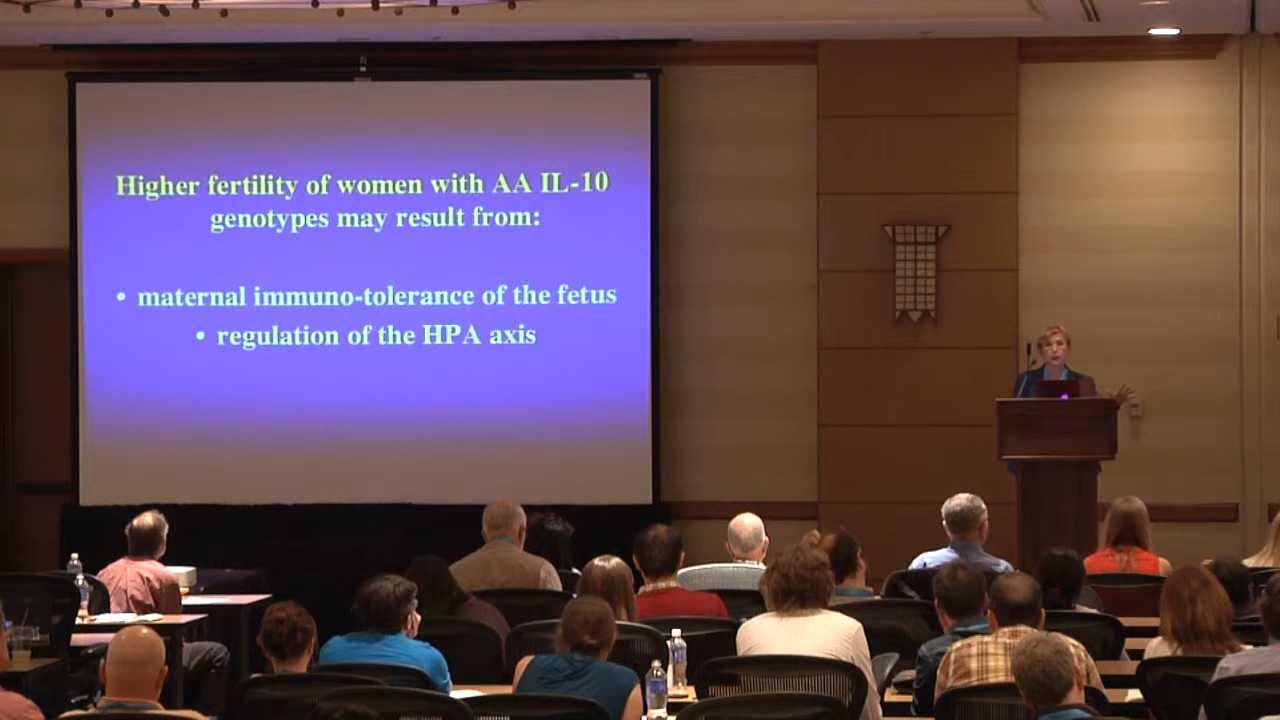 Higher fertility of women with AA IL-10
genotypes may result from:
• maternal immuno-tolerance of the fetus
• regulation of the HPA axis